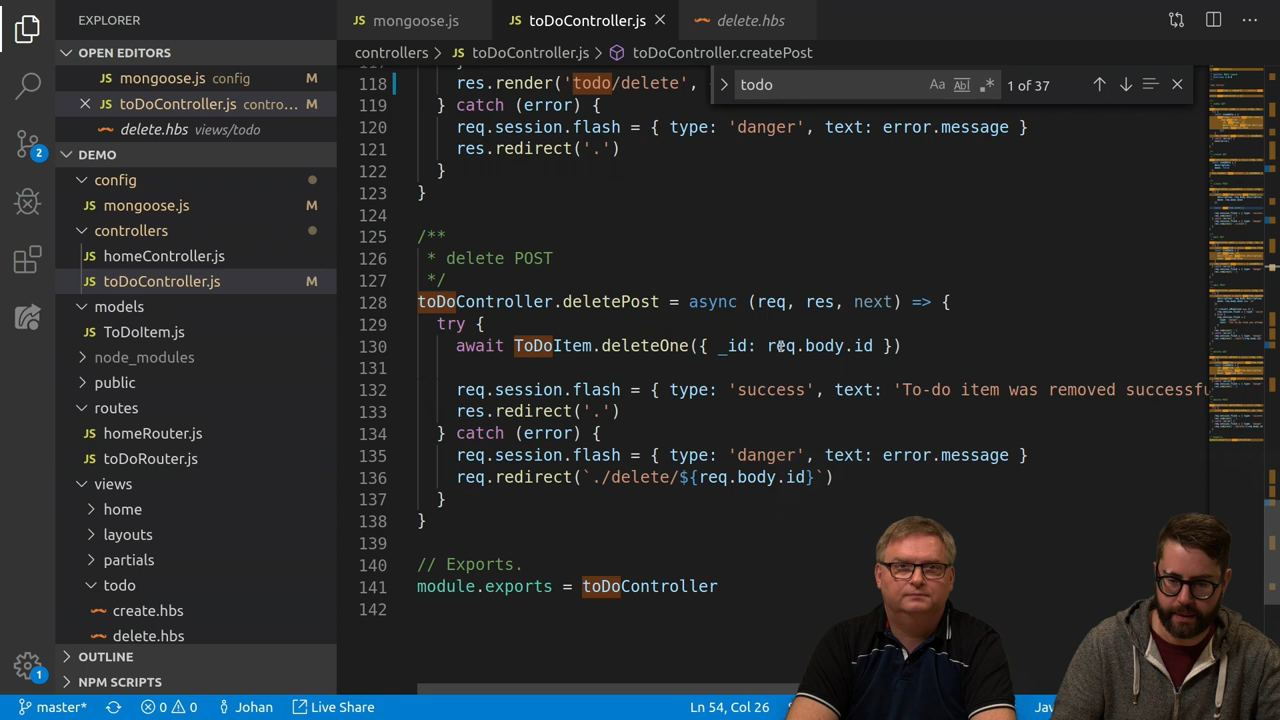 EXPLORER
mongoose.js
toDoController.js
delete.hbs
OPEN EDITORS
controllers
toDoController.js
toDoController.createPost
mongoose.js config M
toDoController.js contro... M
delete.hbs views/todo
DEMO
config
mongoose.js M
controllers
homeController.js
toDoController.js M
models
ToDoItem.js
node_modules
public
routes
homeRouter.js
toDoRouter.js
views
home
layouts
partials
todo
create.hbs
delete.hbs
OUTLINE
NPM SCRIPTS
2
1
todo
Aa Abl .* 1 of 37
118 res.render('todo/delete',
119 } catch (error) {
120 req.session.flash = { type: 'danger', text: error.message }
121 res.redirect('.')
122 }
123 }
124
125 /**
126 * delete POST
127 */
128 toDoController.deletePost = async (req, res, next) => {
129 try {
130 await ToDoItem.deleteOne({ _id: req.body.id })
131
132 req.session.flash = { type: 'success', text: 'To-do item was removed successf
133 res.redirect('.')
134 } catch (error) {
135 req.session.flash = { type: 'danger', text: error.message }
136 req.redirect(`./delete/${req.body.id}`)
137 }
138 }
139
140 // Exports.
141 module.exports = toDoController
142
master* 0 0 Johan Live Share Ln 54, Col 26 Jav